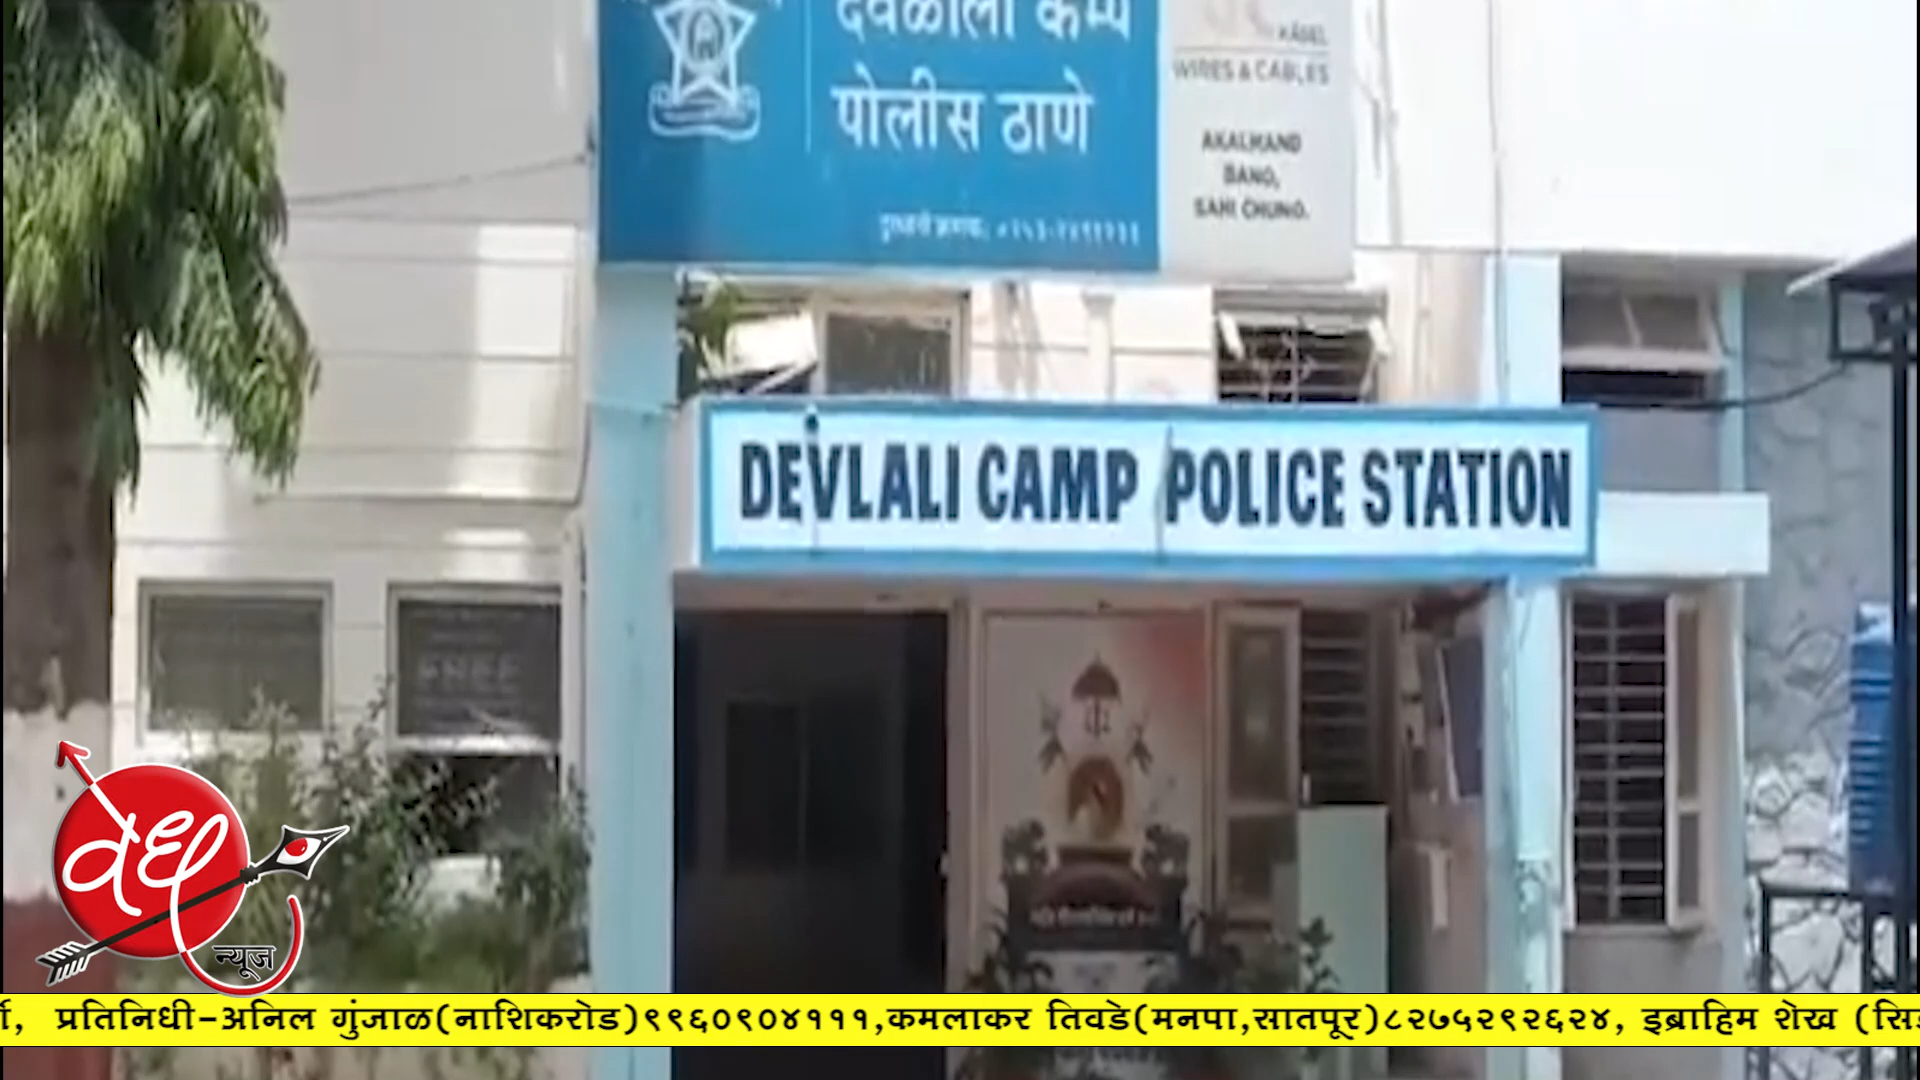 देवळाली कॅम्प
पोलीस ठाणे
WIRES & CABLES
AKALMAND
BANO,
SAHI CHUNO.
DEVLALI CAMP POLICE STATION
FREE
न्यूज
प्रतिनिधी-अनिल गुंजाळ(नाशिकरोड)९९६०९०४१११,कमलाकर तिवडे(मनपा,सातपूर)८२७५२९२६२४, इब्राहिम शेख